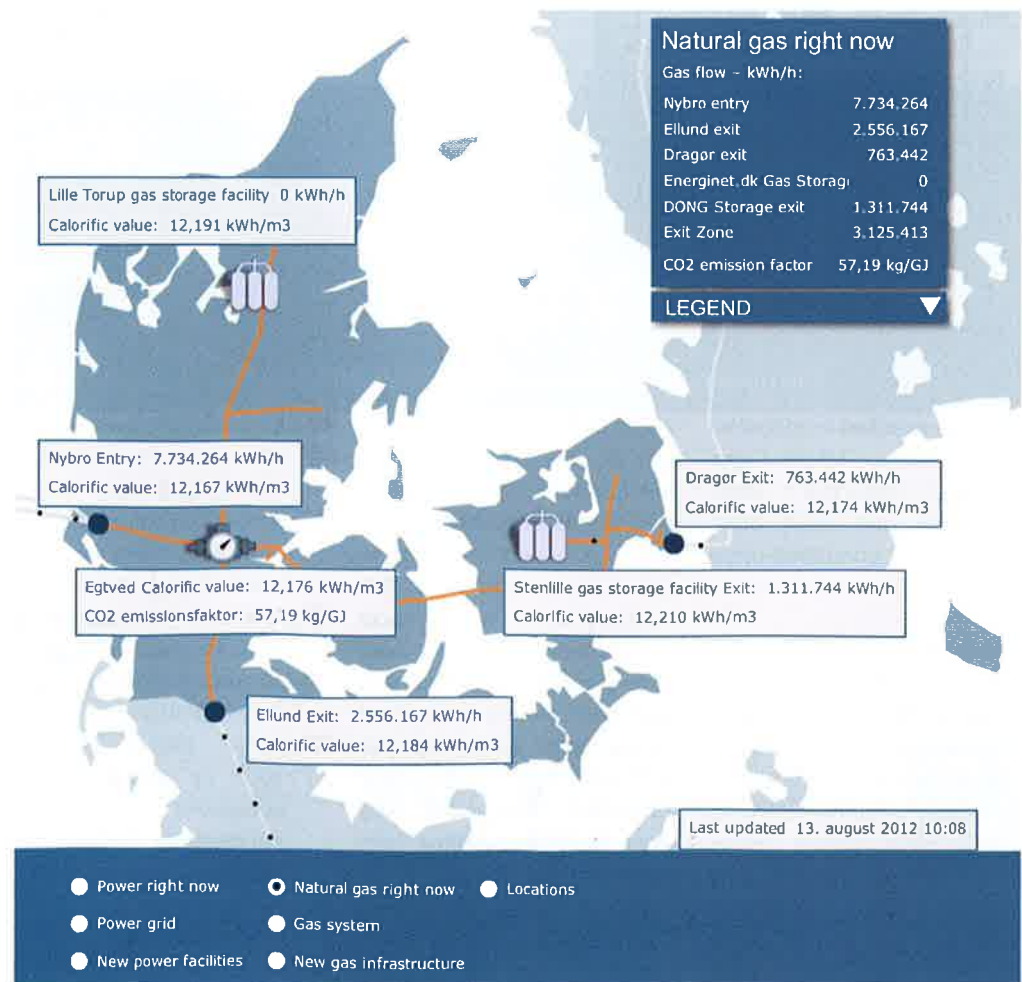 Natural gas right now
Gas flow - kWh/h:
Nybro entry 7.734.264
Ellund exit 2.556.167
Dragør exit 763.442
Energinet.dk Gas Storag 0
DONG Storage exit 1.311.744
Exit Zone 3.125.413
CO2 emission factor 57,19 kg/GJ
LEGEND
Lille Torup gas storage facility 0 kWh/h
Calorific value: 12,191 kWh/m3
Nybro Entry: 7.734.264 kWh/h
Calorific value: 12,167 kWh/m3
Dragør Exit: 763.442 kWh/h
Calorific value: 12,174 kWh/m3
Egtved Calorific value: 12,176 kWh/m3
CO2 emissionsfaktor: 57,19 kg/GJ
Stenlille gas storage facility Exit: 1.311.744 kWh/h
Calorific value: 12,210 kWh/m3
Ellund Exit: 2.556.167 kWh/h
Calorific value: 12,184 kWh/m3
Last updated 13. august 2012 10:08
Power right now
Natural gas right now
Locations
Power grid
Gas system
New power facilities
New gas infrastructure